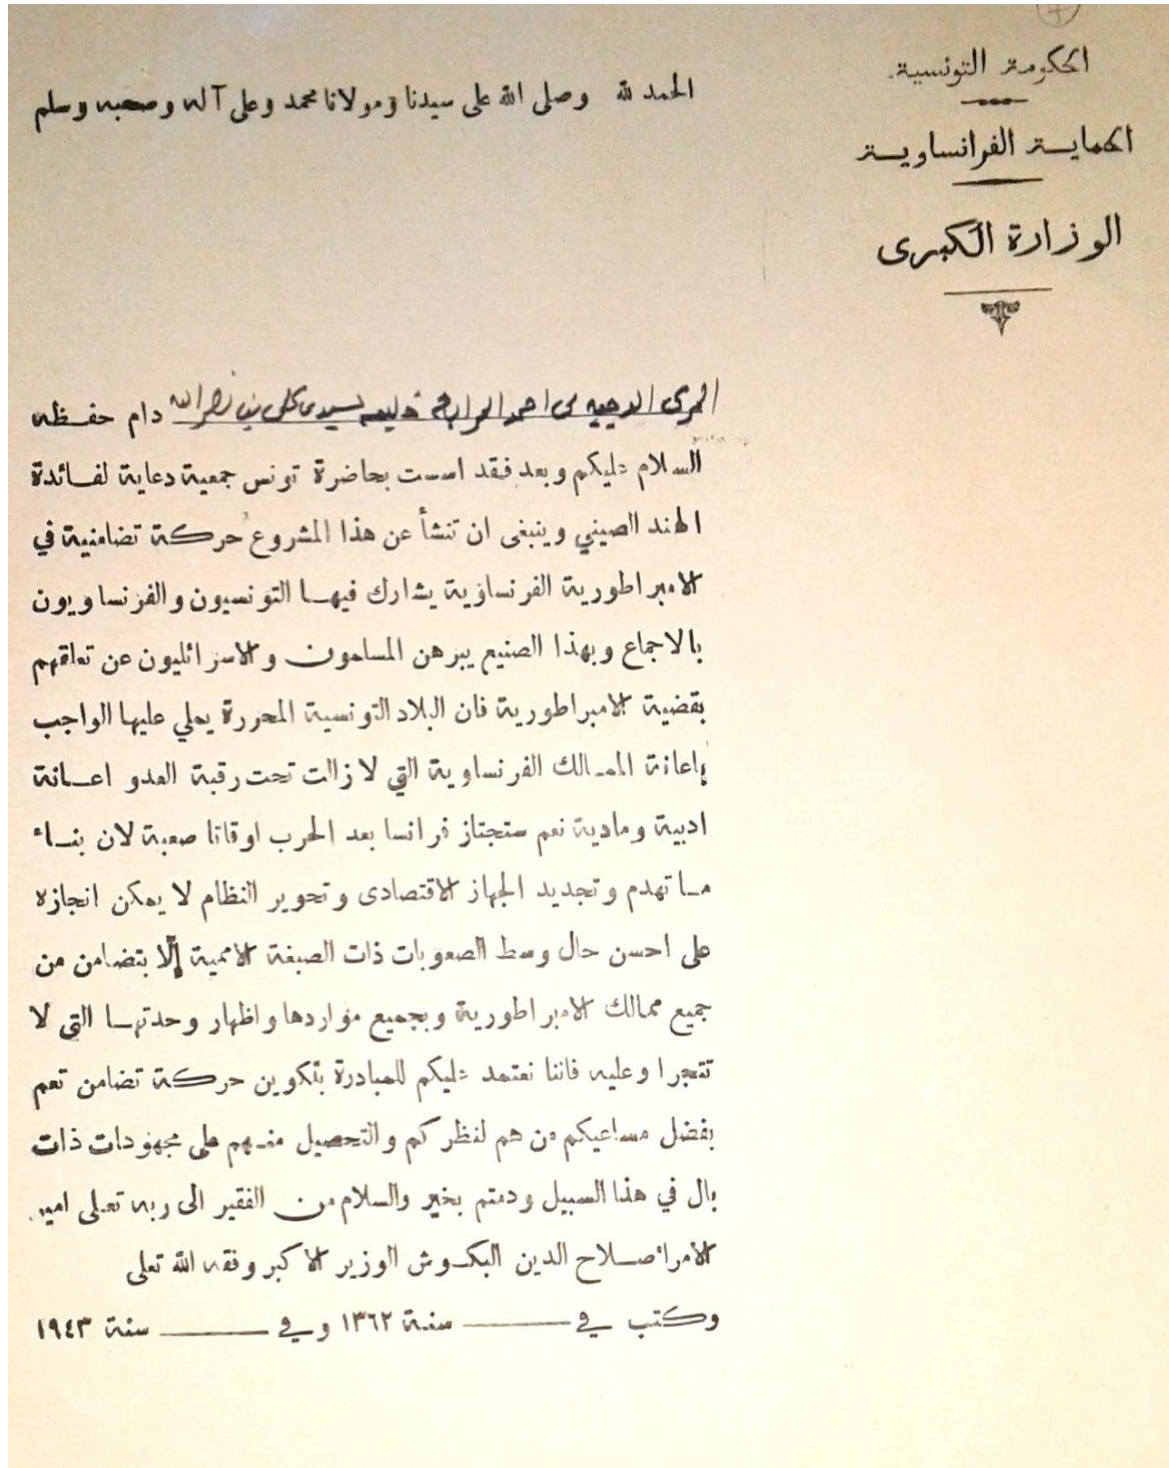 الحكومة التونسية
الحماية الفرانساوية
الوزارة الكبرى
الحمد لله وصلى الله على سيدنا ومولانا محمد وعلى آله وصحبه وسلم
الوجيه احمد دام حفظه
السلام عليكم وبعد فقد اسست بحاضرة تونس جمعية دعاية لفائدة
الهند الصيني وينبغى ان تنشأ عن هذا المشروع حركة تضامنية في
الامبراطورية الفرنساوية يشارك فيها التونسيون والفرنساويون
بالاجماع وبهذا الصنيع يبرهن المسلمون والاسرائليون عن تعلقهم
بقضية الامبراطورية فان البلاد التونسية المحررة يملي عليها الواجب
باعانة الممالك الفرنساوية التي لا زالت تحت رقبة العدو اعانة
ادبية ومادية نعم ستجتاز فرانسا بعد الحرب اوقاتا صعبة لان بناء
ما تهدم وتجديد الجهاز الاقتصادى وتحوير النظام لا يمكن انجازه
على احسن حال وسط الصعوبات ذات الصبغة الاممية إلا بتضامن من
جميع ممالك الامبراطورية وبجميع مواردها واظهار وحدتها التى لا
تتجرا وعليه فاننا نعتمد عليكم للمبادرة بتكوين حركة تضامن تعم
بفضل مساعيكم من هم لنظركم والتحصيل منهم على مجهودات ذات
بال في هذا السبيل ودمتم بخير والسلام من الفقير الى ربه تعلى امير
الامراء صلاح الدين البكوش الوزير الاكبر وفقه الله تعلى
وكتب في سنة ١٣٦٢ وفي سنة ١٩٤٣